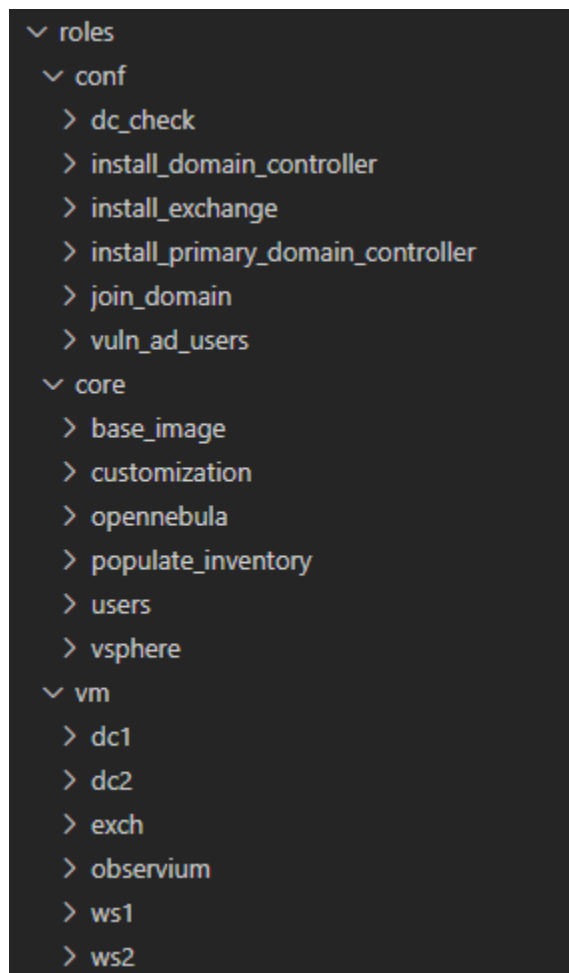 roles
conf
dc_check
install_domain_controller
install_exchange
install_primary_domain_controller
join_domain
vuln_ad_users
core
base_image
customization
opennebula
populate_inventory
users
vsphere
vm
dc1
dc2
exch
observium
ws1
ws2